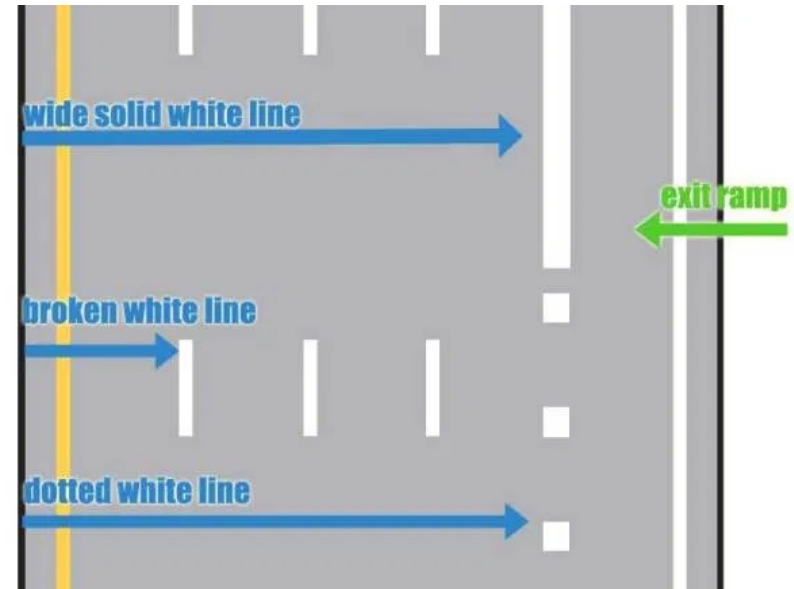 wide solid white line
exit ramp
broken white line
dotted white line